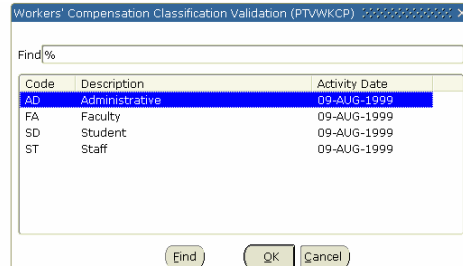 Workers' Compensation Classification Validation (PTVWKCP)
Find %
Code Description Activity Date
AD Administrative 09-AUG-1999
FA Faculty 09-AUG-1999
SD Student 09-AUG-1999
ST Staff 09-AUG-1999
Find OK Cancel